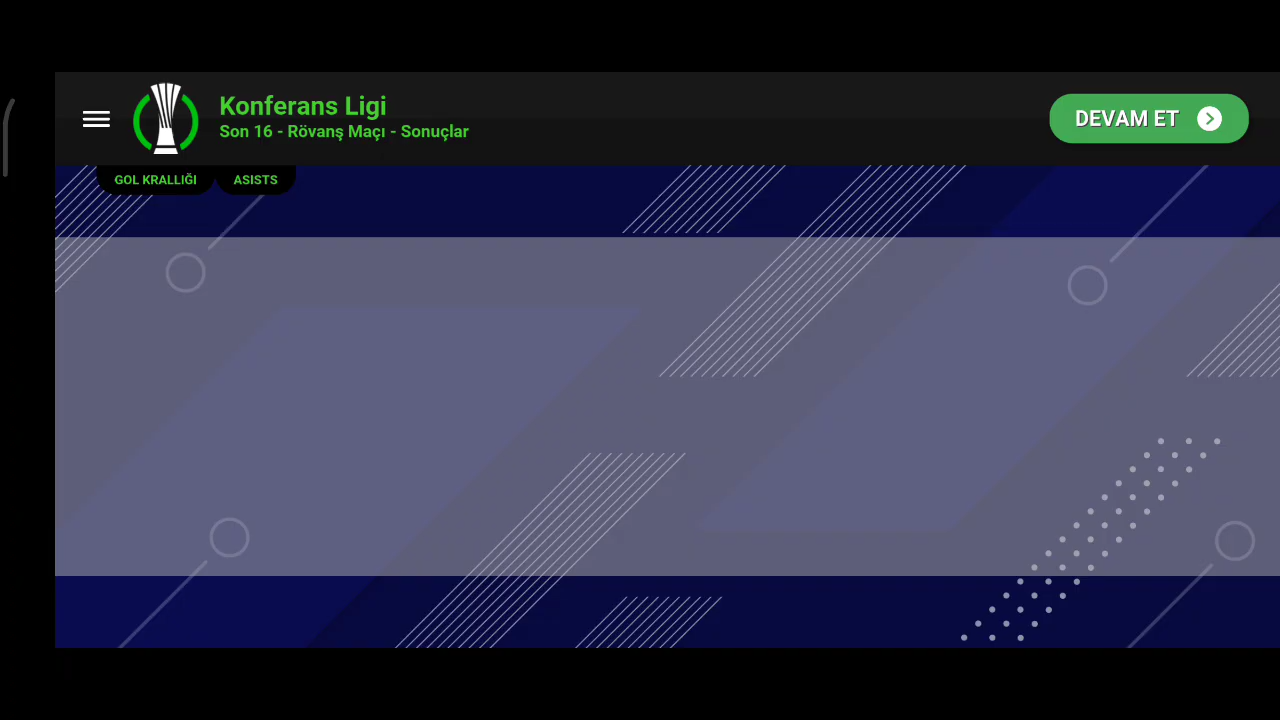 Konferans Ligi
Son 16 - Rövanş Maçı - Sonuçlar
DEVAM ET
GOL KRALLIĞI
ASISTS